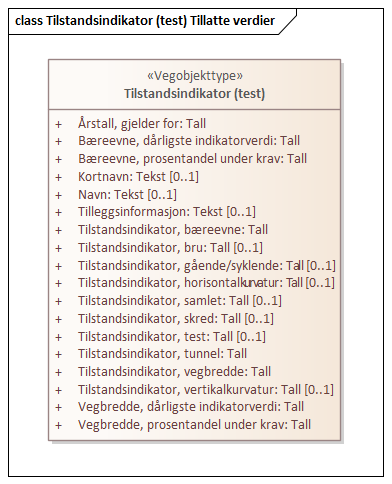 class Tilstandsindikator (test) Tillatte verdier
«Vegobjekttype»
Tilstandsindikator (test)
+ Årstall, gjelder for: Tall
+ Bæreevne, dårligste indikatorverdi: Tall
+ Bæreevne, prosentandel under krav: Tall
+ Kortnavn: Tekst [0..1]
+ Navn: Tekst [0..1]
+ Tilleggsinformasjon: Tekst [0..1]
+ Tilstandsindikator, bæreevne: Tall
+ Tilstandsindikator, bru: Tall [0..1]
+ Tilstandsindikator, gående/syklende: Tall [0..1]
+ Tilstandsindikator, horisontalkurvatur: Tall [0..1]
+ Tilstandsindikator, samlet: Tall [0..1]
+ Tilstandsindikator, skred: Tall [0..1]
+ Tilstandsindikator, test: Tall [0..1]
+ Tilstandsindikator, tunnel: Tall
+ Tilstandsindikator, vegbredde: Tall
+ Tilstandsindikator, vertikalkurvatur: Tall [0..1]
+ Vegbredde, dårligste indikatorverdi: Tall
+ Vegbredde, prosentandel under krav: Tall